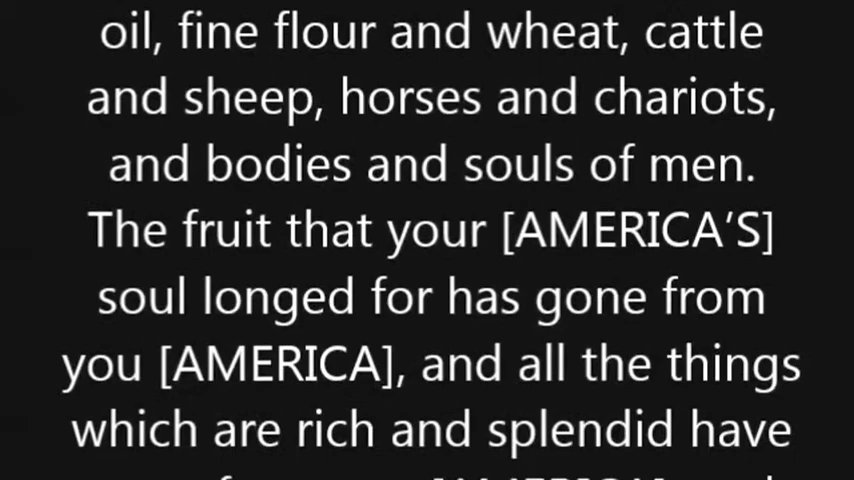 oil, fine flour and wheat, cattle
and sheep, horses and chariots,
and bodies and souls of men.
The fruit that your [AMERICA’S]
soul longed for has gone from
you [AMERICA], and all the things
which are rich and splendid have